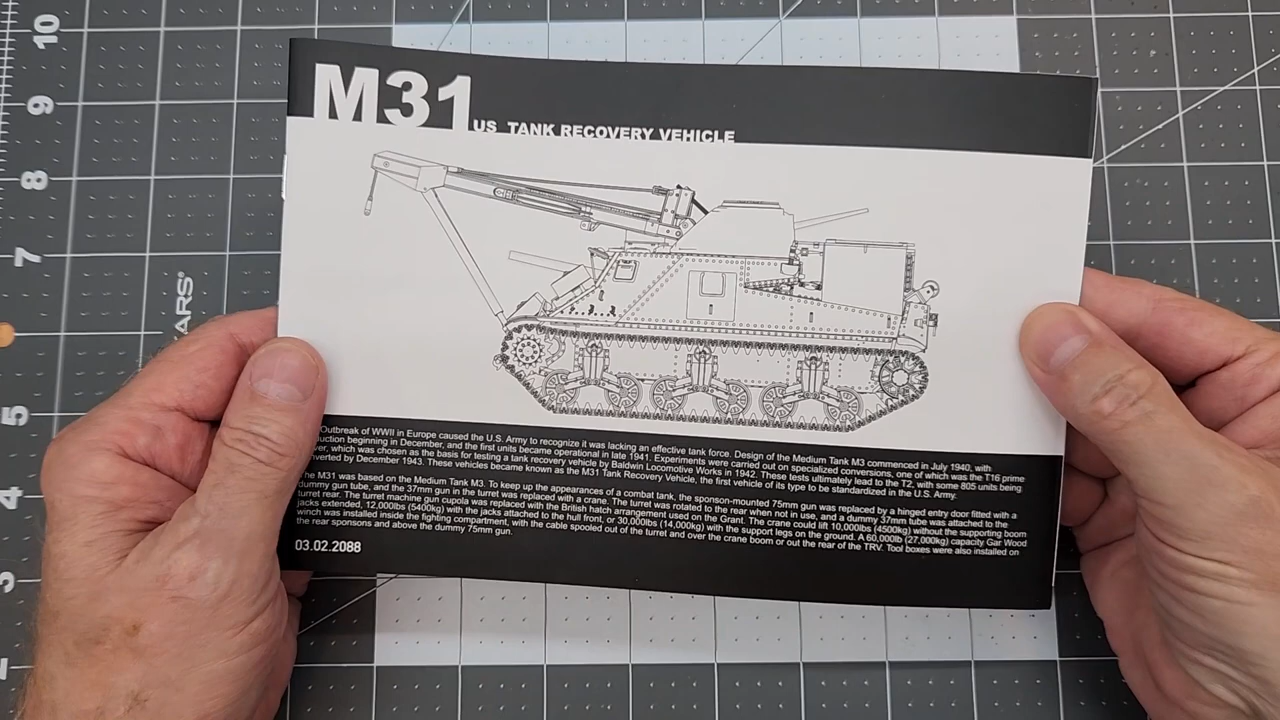 M31 US TANK RECOVERY VEHICLE
Outbreak of WWII in Europe caused the U.S. Army to recognize it was lacking an effective tank force. Design of the Medium Tank M3 commenced in July 1940, with
uction beginning in December, and the first units became operational in late 1941. Experiments were carried out on specialized conversions, one of which was the T16 prime
ver, which was chosen as the basis for testing a tank recovery vehicle by Baldwin Locomotive Works in 1942. These tests ultimately lead to the T2, with some 805 units being
nverted by December 1943. These vehicles became known as the M31 Tank Recovery Vehicle, the first vehicle of its type to be standardized in the U.S. Army.
he M31 was based on the Medium Tank M3. To keep up the appearances of a combat tank, the sponson-mounted 75mm gun was replaced by a hinged entry door fitted with a
dummy gun tube, and the 37mm gun in the turret was replaced with a crane. The turret was rotated to the rear when not in use, and a dummy 37mm tube was attached to the
turret rear. The turret machine gun cupola was replaced with the British hatch arrangement used on the Grant. The crane could lift 10,000lbs (4500kg) without the supporting boom
jacks extended, 12,000lbs (5400kg) with the jacks attached to the hull front, or 30,000lbs (14,000kg) with the support legs on the ground. A 60,000lb (27,000kg) capacity Gar Wood
winch was installed inside the fighting compartment, with the cable spooled out of the turret and over the crane boom or out the rear of the TRV. Tool boxes were also installed on
the rear sponsons and above the dummy 75mm gun.
03.02.2088
10
9
8
7
5
4
3
2
ARS®